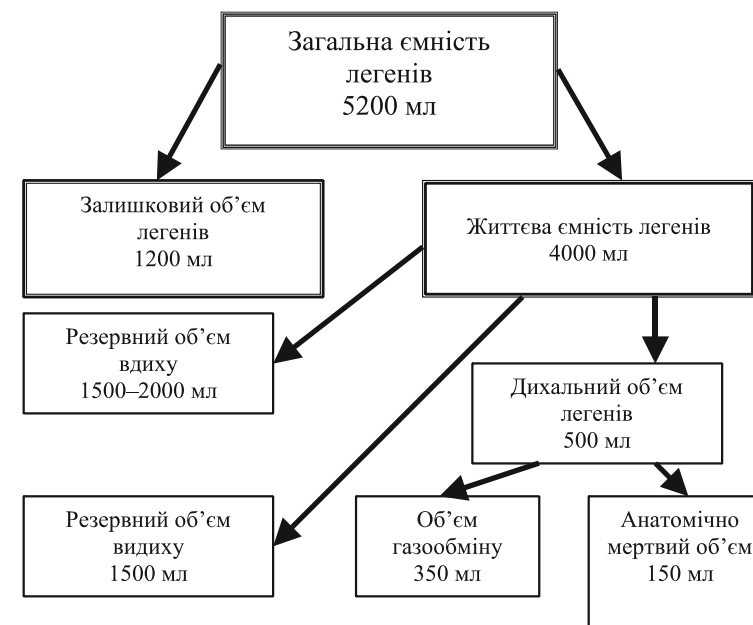 Загальна ємність
легенів
5200 мл
Залишковий об’єм
легенів
1200 мл
Життєва ємність легенів
4000 мл
Резервний об’єм
вдиху
1500–2000 мл
Дихальний об’єм
легенів
500 мл
Резервний об’єм
видиху
1500 мл
Об’єм
газообміну
350 мл
Анатомічно
мертвий об’єм
150 мл